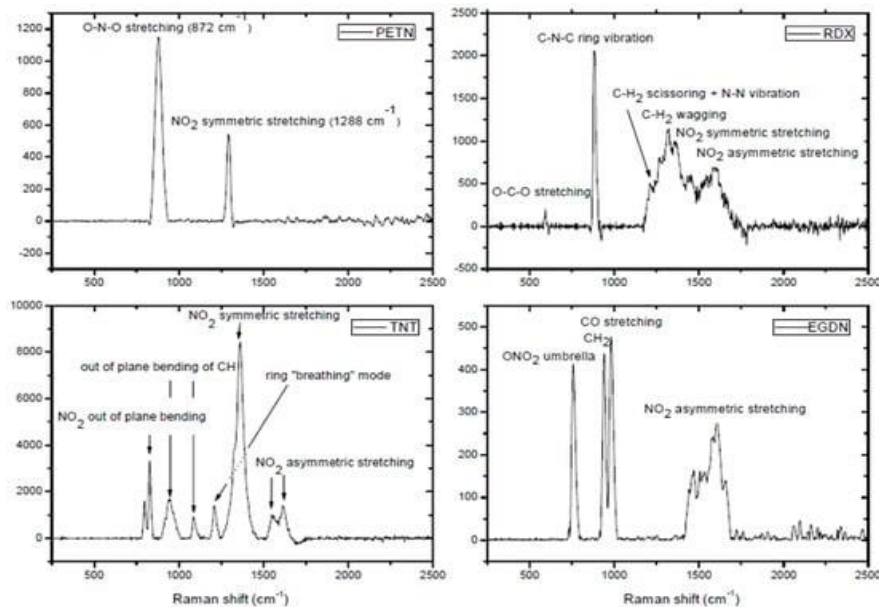 O-N-O stretching (872 cm-1)
PETN
NO2 symmetric stretching (1288 cm-1)
1200
1000
800
600
400
200
0
-200
500 1000 1500 2000 2500
RDX
C-N-C ring vibration
C-H2 scissoring + N-N vibration
C-H2 wagging
NO2 symmetric stretching
NO2 asymmetric stretching
O-C-O stretching
2500
2000
1500
1000
500
0
-500
500 1000 1500 2000 2500
NO2 symmetric stretching
TNT
out of plane bending of CH
ring "breathing" mode
NO2 out of plane bending
NO2 asymmetric stretching
10000
8000
6000
4000
2000
0
500 1000 1500 2000 2500
Raman shift (cm-1)
CO stretching
EGDN
CH2
ONO2 umbrella
NO2 asymmetric stretching
500
400
300
200
100
0
500 1000 1500 2000 2500
Raman shift (cm-1)